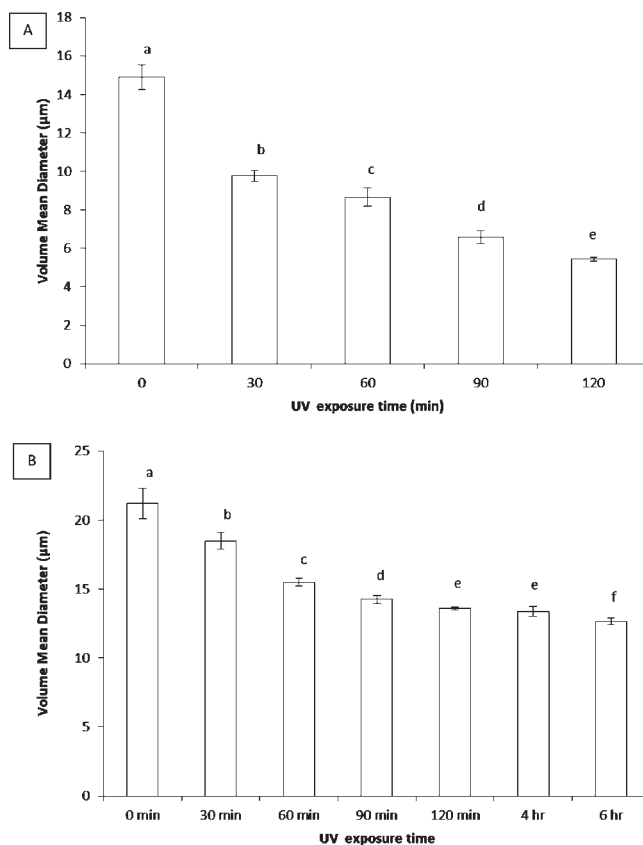 A
18
16
14
12
10
8
6
4
2
0
Volume Mean Diameter (µm)
a
b
c
d
e
0 30 60 90 120
UV exposure time (min)
B
25
20
15
10
5
0
Volume Mean Diameter (µm)
a
b
c
d
e
e
f
0 min 30 min 60 min 90 min 120 min 4 hr 6 hr
UV exposure time